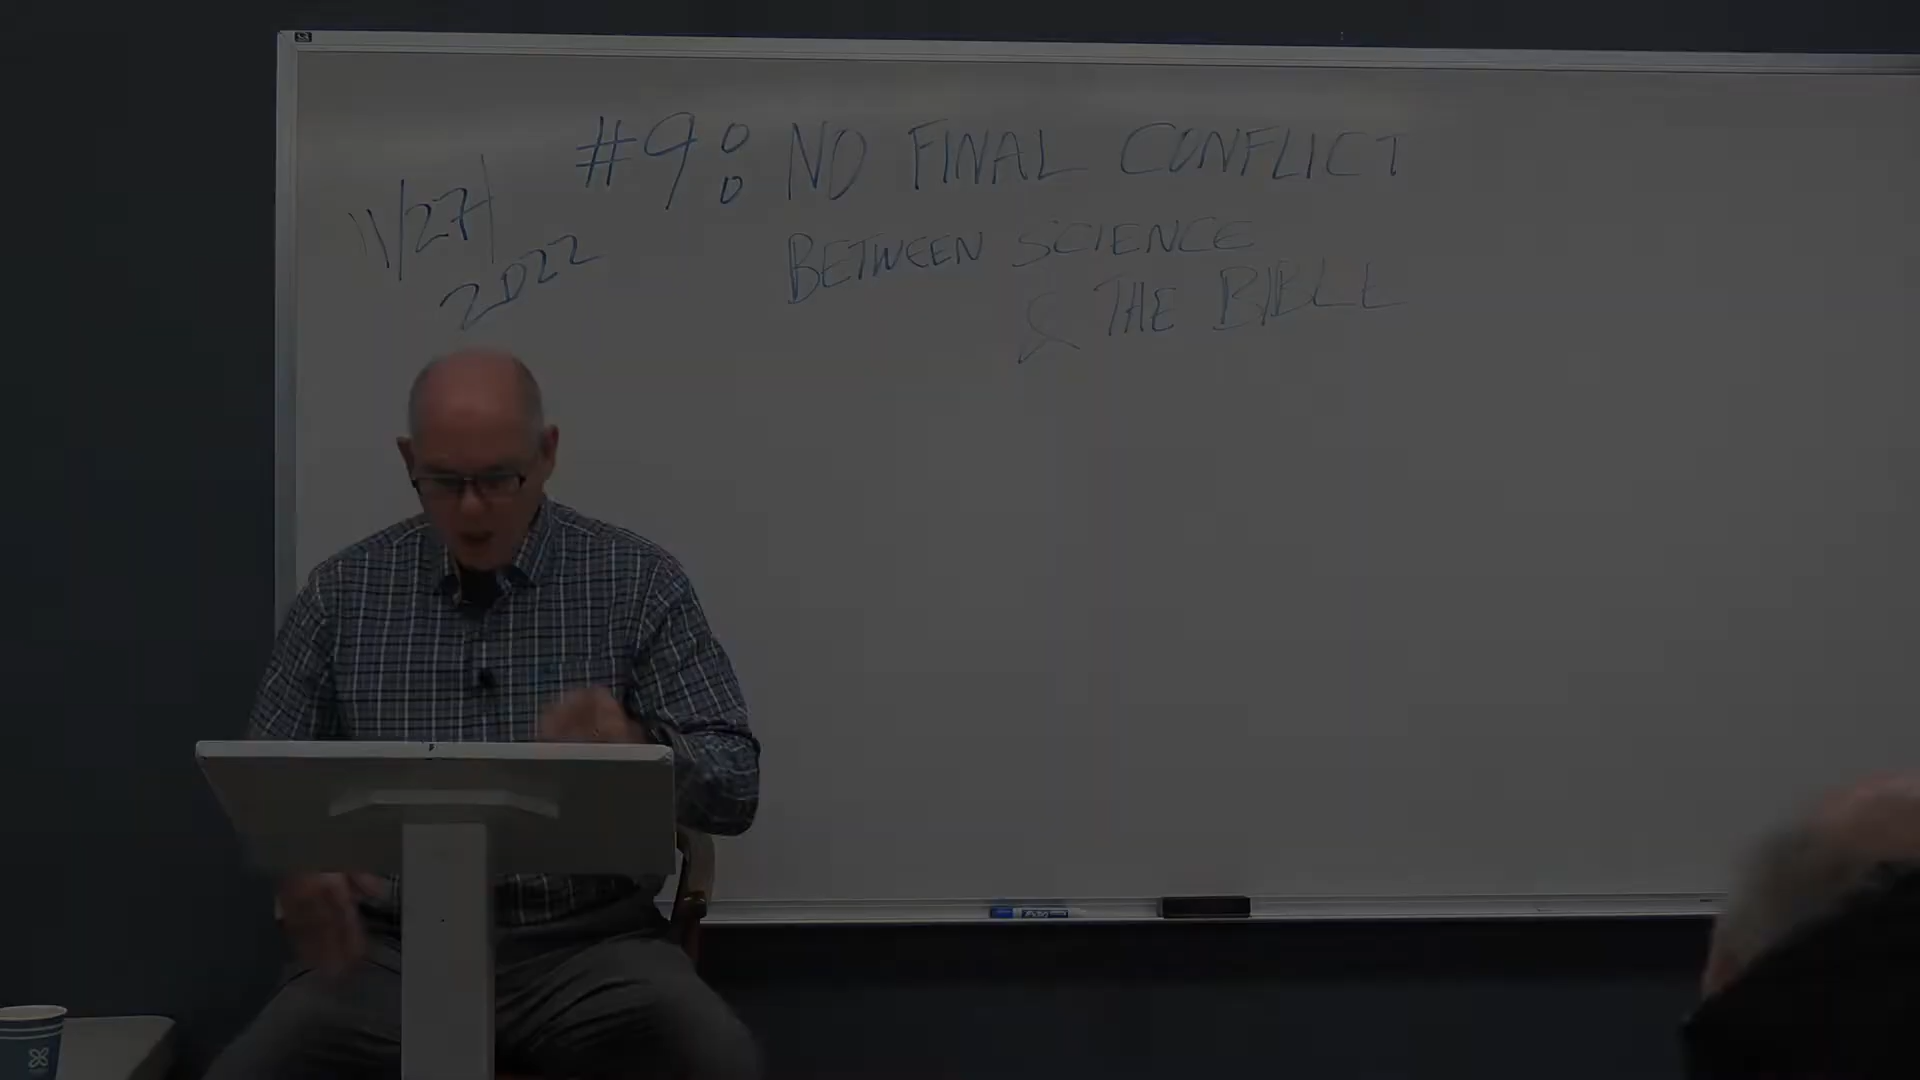 #9: NO FINAL CONFLICT
11/27/
2022
BETWEEN SCIENCE
& THE BIBLE